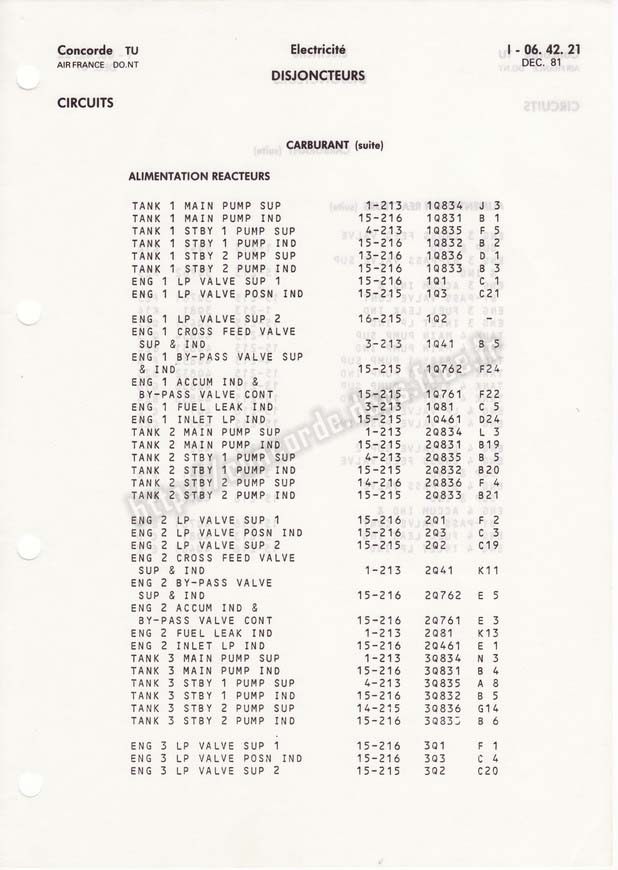 Concorde TU Electricité I - 06. 42. 21
AIR FRANCE DO.NT DISJONCTEURS DEC. 81
CIRCUITS
CARBURANT (suite)
ALIMENTATION REACTEURS
TANK 1 MAIN PUMP SUP 1-213 1Q834 J 3
TANK 1 MAIN PUMP IND 15-216 1Q831 B 1
TANK 1 STBY 1 PUMP SUP 4-213 1Q835 F 5
TANK 1 STBY 1 PUMP IND 15-216 1Q832 B 2
TANK 1 STBY 2 PUMP SUP 13-216 1Q836 D 1
TANK 1 STBY 2 PUMP IND 15-216 1Q833 B 3
ENG 1 LP VALVE SUP 1 15-216 1Q1 C 1
ENG 1 LP VALVE POSN IND 15-215 1Q3 C21
ENG 1 LP VALVE SUP 2 16-215 1Q2 -
ENG 1 CROSS FEED VALVE
SUP & IND 3-213 1Q41 B 5
ENG 1 BY-PASS VALVE SUP
& IND 15-215 1Q762 F24
ENG 1 ACCUM IND &
BY-PASS VALVE CONT 15-215 1Q761 F22
ENG 1 FUEL LEAK IND 3-213 1Q81 C 5
ENG 1 INLET LP IND 15-215 1Q461 D24
TANK 2 MAIN PUMP SUP 1-213 2Q834 L 3
TANK 2 MAIN PUMP IND 15-215 2Q831 B19
TANK 2 STBY 1 PUMP SUP 4-213 2Q835 B 5
TANK 2 STBY 1 PUMP IND 15-215 2Q832 B20
TANK 2 STBY 2 PUMP SUP 14-216 2Q836 F 4
TANK 2 STBY 2 PUMP IND 15-215 2Q833 B21
ENG 2 LP VALVE SUP 1 15-216 2Q1 F 2
ENG 2 LP VALVE POSN IND 15-216 2Q3 C 3
ENG 2 LP VALVE SUP 2 15-215 2Q2 C19
ENG 2 CROSS FEED VALVE
SUP & IND 1-213 2Q41 K11
ENG 2 BY-PASS VALVE
SUP & IND 15-216 2Q762 E 5
ENG 2 ACCUM IND &
BY-PASS VALVE CONT 15-216 2Q761 E 3
ENG 2 FUEL LEAK IND 1-213 2Q81 K13
ENG 2 INLET LP IND 15-216 2Q461 E 1
TANK 3 MAIN PUMP SUP 1-213 3Q834 N 3
TANK 3 MAIN PUMP IND 15-216 3Q831 B 4
TANK 3 STBY 1 PUMP SUP 4-213 3Q835 A 8
TANK 3 STBY 1 PUMP IND 15-216 3Q832 B 5
TANK 3 STBY 2 PUMP SUP 14-215 3Q836 G14
TANK 3 STBY 2 PUMP IND 15-216 3Q833 B 6
ENG 3 LP VALVE SUP 1 15-216 3Q1 F 1
ENG 3 LP VALVE POSN IND 15-216 3Q3 C 4
ENG 3 LP VALVE SUP 2 15-215 3Q2 C20